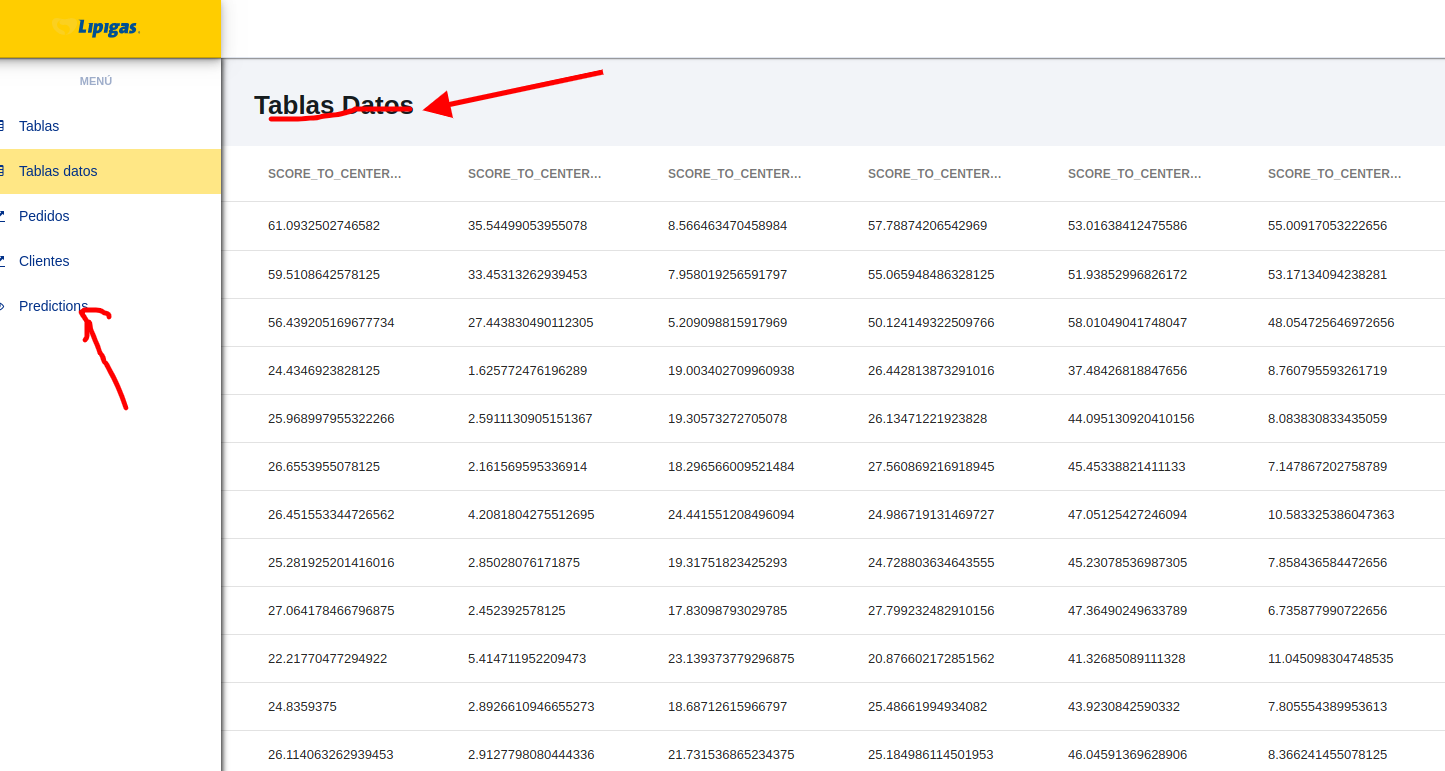 Lipigas
MENÚ
Tablas
Tablas datos
Pedidos
Clientes
Predictions
Tablas Datos
SCORE_TO_CENTER… SCORE_TO_CENTER… SCORE_TO_CENTER… SCORE_TO_CENTER… SCORE_TO_CENTER… SCORE_TO_CENTER…
61.0932502746582 35.54499053955078 8.566463470458984 57.78874206542969 53.01638412475586 55.00917053222656
59.5108642578125 33.45313262939453 7.958019256591797 55.065948486328125 51.93852996826172 53.17134094238281
56.439205169677734 27.443830490112305 5.209098815917969 50.124149322509766 58.01049041748047 48.054725646972656
24.4346923828125 1.625772476196289 19.003402709960938 26.442813873291016 37.48426818847656 8.760795593261719
25.968997955322266 2.5911130905151367 19.30573272705078 26.13471221923828 44.095130920410156 8.083830833435059
26.6553955078125 2.161569595336914 18.296566009521484 27.560869216918945 45.45338821411133 7.147867202758789
26.451553344726562 4.2081804275512695 24.441551208496094 24.986719131469727 47.05125427246094 10.583325386047363
25.281925201416016 2.85028076171875 19.31751823425293 24.728803634643555 45.23078536987305 7.858436584472656
27.064178466796875 2.452392578125 17.83098793029785 27.799232482910156 47.36490249633789 6.735877990722656
22.21770477294922 5.414711952209473 23.139373779296875 20.876602172851562 41.32685089111328 11.045098304748535
24.8359375 2.8926610946655273 18.68712615966797 25.48661994934082 43.9230842590332 7.805554389953613
26.114063262939453 2.9127798080444336 21.731536865234375 25.184986114501953 46.04591369628906 8.366241455078125